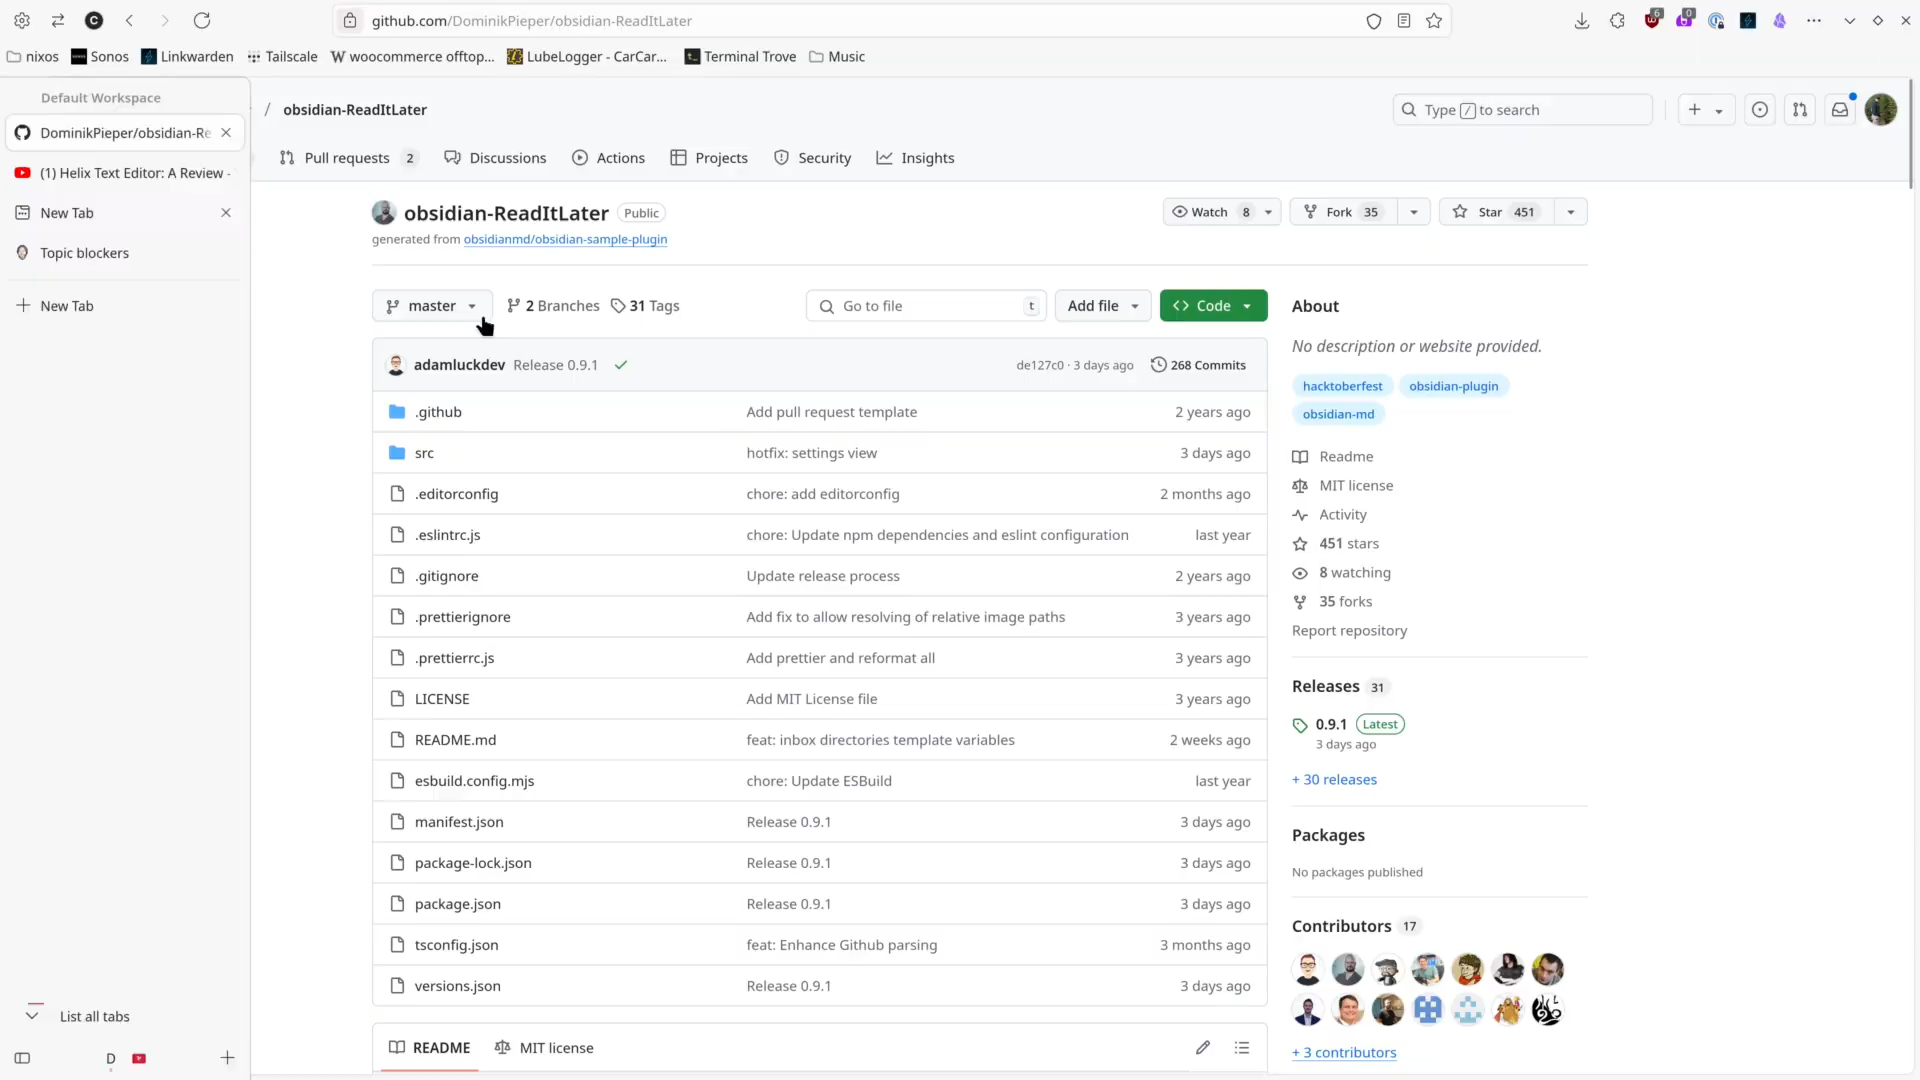 github.com/DominikPieper/obsidian-ReadItLater
6
0
nixos
Sonos
Linkwarden
Tailscale
woocommerce offtop...
LubeLogger - CarCar...
Terminal Trove
Music
Default Workspace
DominikPieper/obsidian-Re
(1) Helix Text Editor: A Review -
New Tab
Topic blockers
New Tab
List all tabs
D
/ obsidian-ReadItLater
Type / to search
Pull requests 2
Discussions
Actions
Projects
Security
Insights
obsidian-ReadItLater Public
generated from obsidianmd/obsidian-sample-plugin
Watch 8
Fork 35
Star 451
master
2 Branches
31 Tags
Go to file t
Add file
Code
adamluckdev Release 0.9.1 de127c0 · 3 days ago 268 Commits
.github Add pull request template 2 years ago
src hotfix: settings view 3 days ago
.editorconfig chore: add editorconfig 2 months ago
.eslintrc.js chore: Update npm dependencies and eslint configuration last year
.gitignore Update release process 2 years ago
.prettierignore Add fix to allow resolving of relative image paths 3 years ago
.prettierrc.js Add prettier and reformat all 3 years ago
LICENSE Add MIT License file 3 years ago
README.md feat: inbox directories template variables 2 weeks ago
esbuild.config.mjs chore: Update ESBuild last year
manifest.json Release 0.9.1 3 days ago
package-lock.json Release 0.9.1 3 days ago
package.json Release 0.9.1 3 days ago
tsconfig.json feat: Enhance Github parsing 3 months ago
versions.json Release 0.9.1 3 days ago
README
MIT license
About
No description or website provided.
hacktoberfest
obsidian-plugin
obsidian-md
Readme
MIT license
Activity
451 stars
8 watching
35 forks
Report repository
Releases 31
0.9.1 Latest
3 days ago
+ 30 releases
Packages
No packages published
Contributors 17
+ 3 contributors